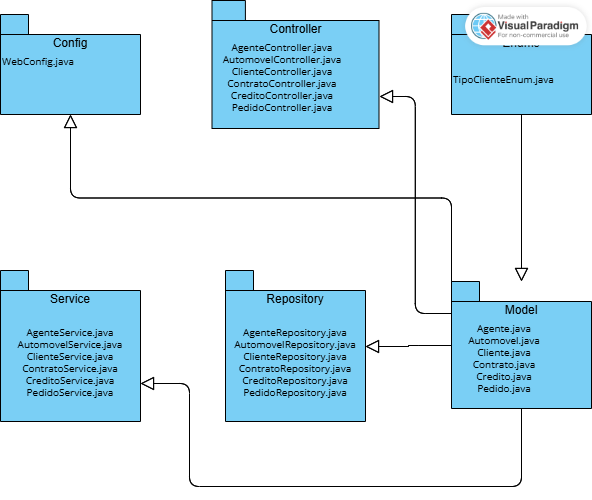 Made with
VisualParadigm
For non-commercial use
Config
WebConfig.java
Controller
AgenteController.java
AutomovelController.java
ClienteController.java
ContratoController.java
CreditoController.java
PedidoController.java
TipoClienteEnum.java
Service
AgenteService.java
AutomovelService.java
ClienteService.java
ContratoService.java
CreditoService.java
PedidoService.java
Repository
AgenteRepository.java
AutomovelRepository.java
ClienteRepository.java
ContratoRepository.java
CreditoRepository.java
PedidoRepository.java
Model
Agente.java
Automovel.java
Cliente.java
Contrato.java
Credito.java
Pedido.java